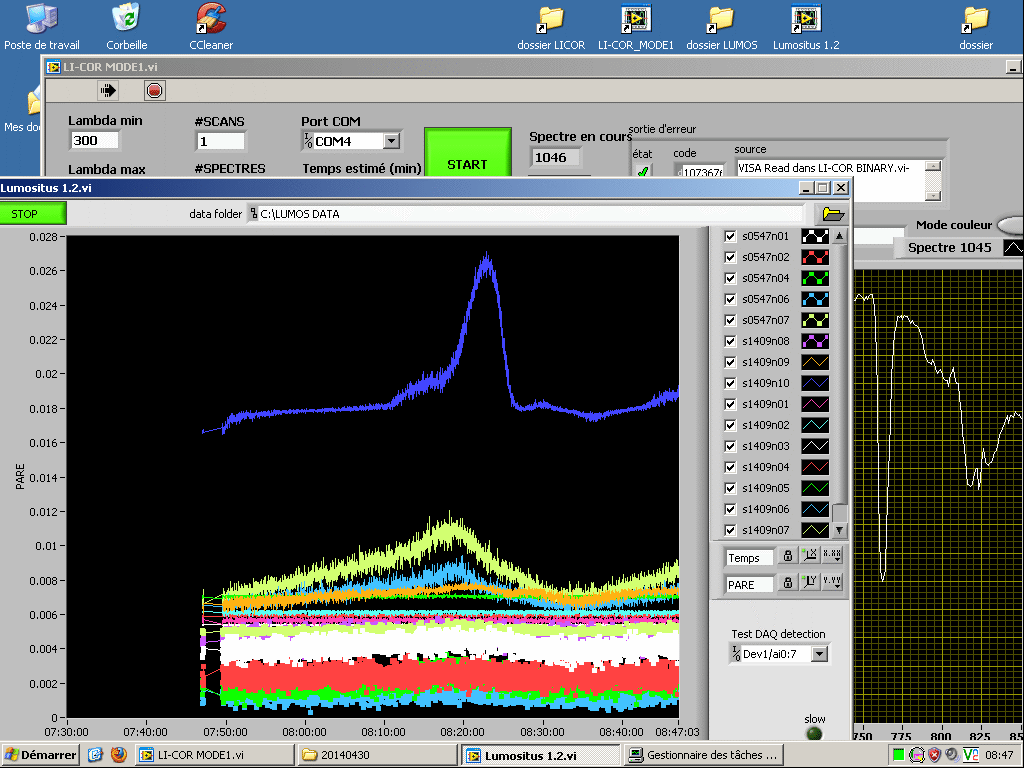 Poste de travail
Corbeille
CCleaner
dossier LICOR
LI-COR_MODE1
dossier LUMOS
Lumositus 1.2
dossier
Mes do
LI-COR MODE1.vi
Lambda min
300
Lambda max
#SCANS
1
#SPECTRES
Port COM
COM4
Temps estimé (min)
START
Spectre en cours
1046
sortie d'erreur
état
code
107367
source
VISA Read dans LI-COR BINARY.vi-
Mode couleur
Spectre 1045
Lumositus 1.2.vi
STOP
data folder
C:\LUMOS DATA
0.028
0.026
0.024
0.022
0.02
0.018
0.016
0.014
0.012
0.01
0.008
0.006
0.004
0.002
0
PARE
07:30:00
07:40:00
07:50:00
08:00:00
08:10:00
08:20:00
08:30:00
08:47:03
s0547n01
s0547n02
s0547n04
s0547n06
s0547n07
s1409n08
s1409n09
s1409n10
s1409n01
s1409n02
s1409n03
s1409n04
s1409n05
s1409n06
s1409n07
Temps
X.XX
PARE
Y.YY
Test DAQ detection
Dev1/ai0:7
slow
750
775
800
825
85
Démarrer
LI-COR MODE1.vi
20140430
Lumositus 1.2.vi
Gestionnaire des tâches ...
V2
08:47